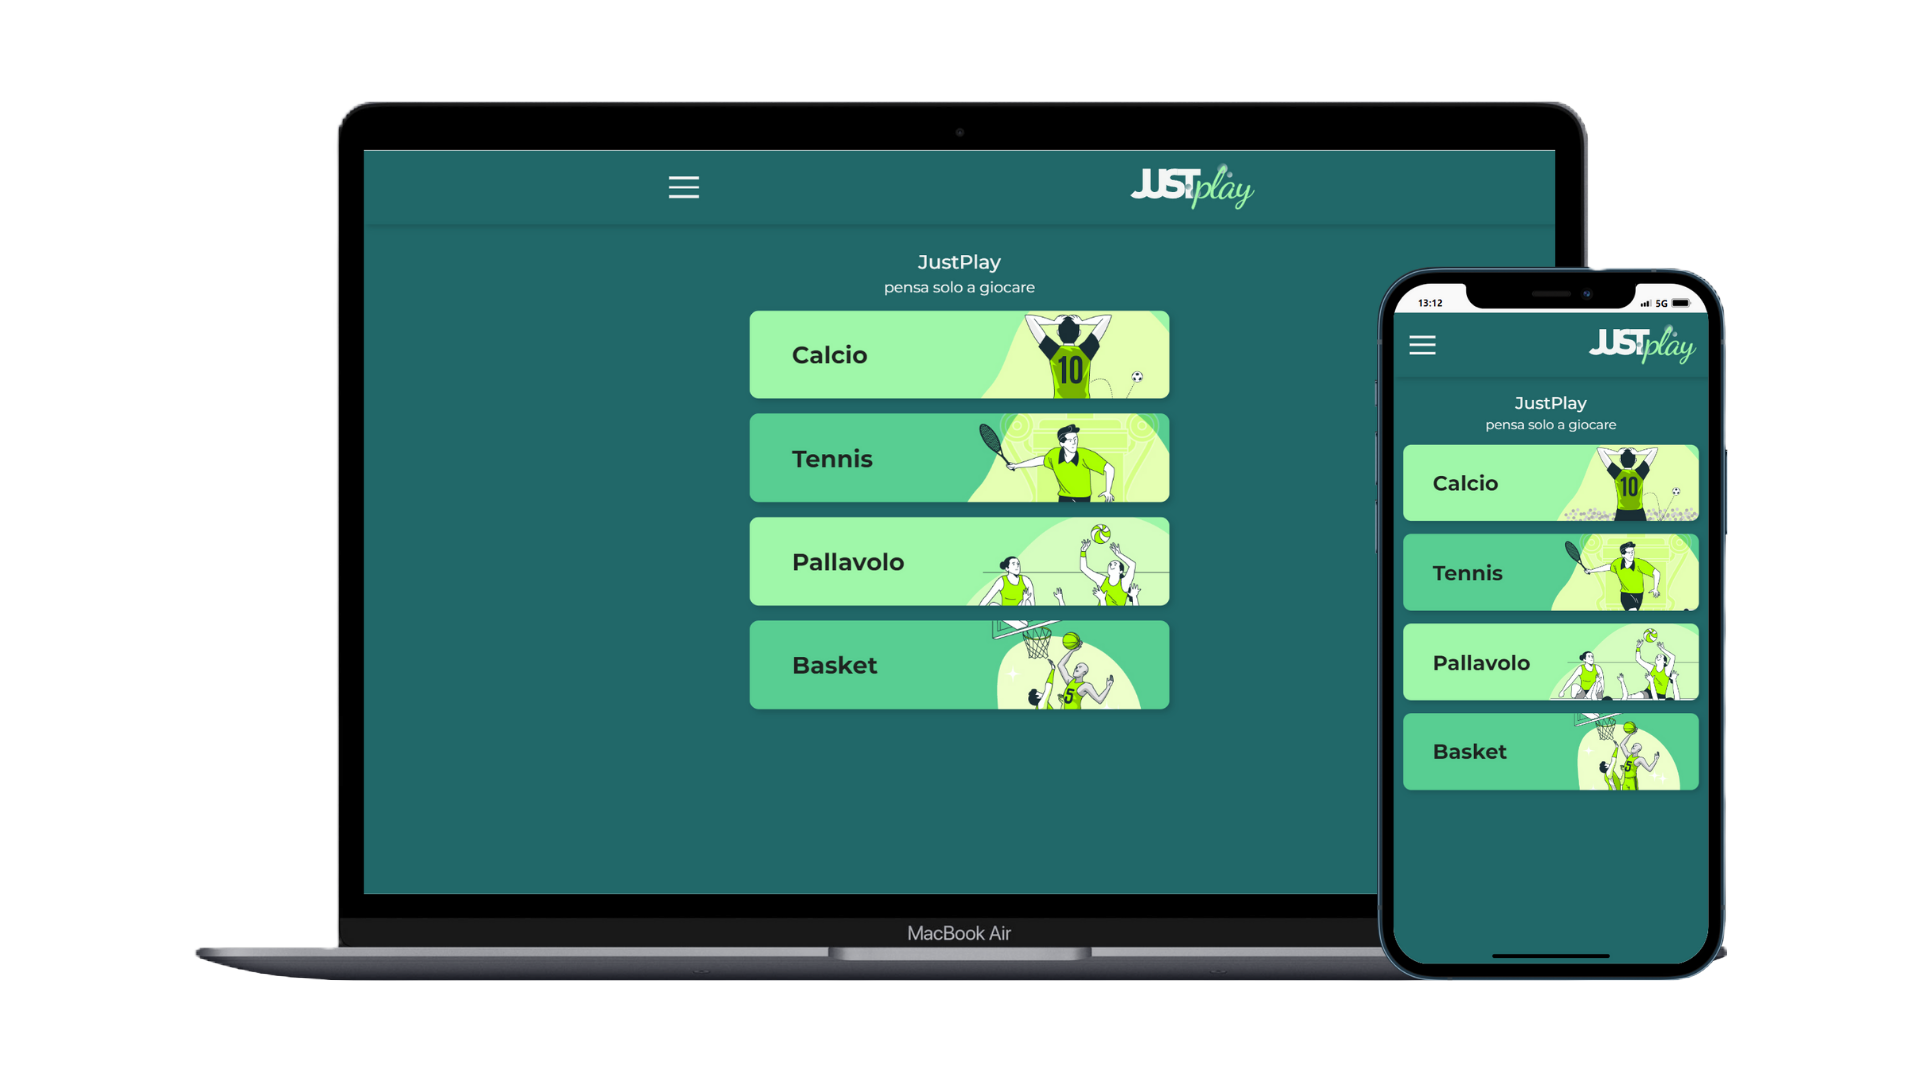 JUSTplay
JustPlay
pensa solo a giocare
Calcio
10
Tennis
Pallavolo
Basket
5
MacBook Air
13:12
5G
JUSTplay
JustPlay
pensa solo a giocare
Calcio
10
Tennis
Pallavolo
Basket
5